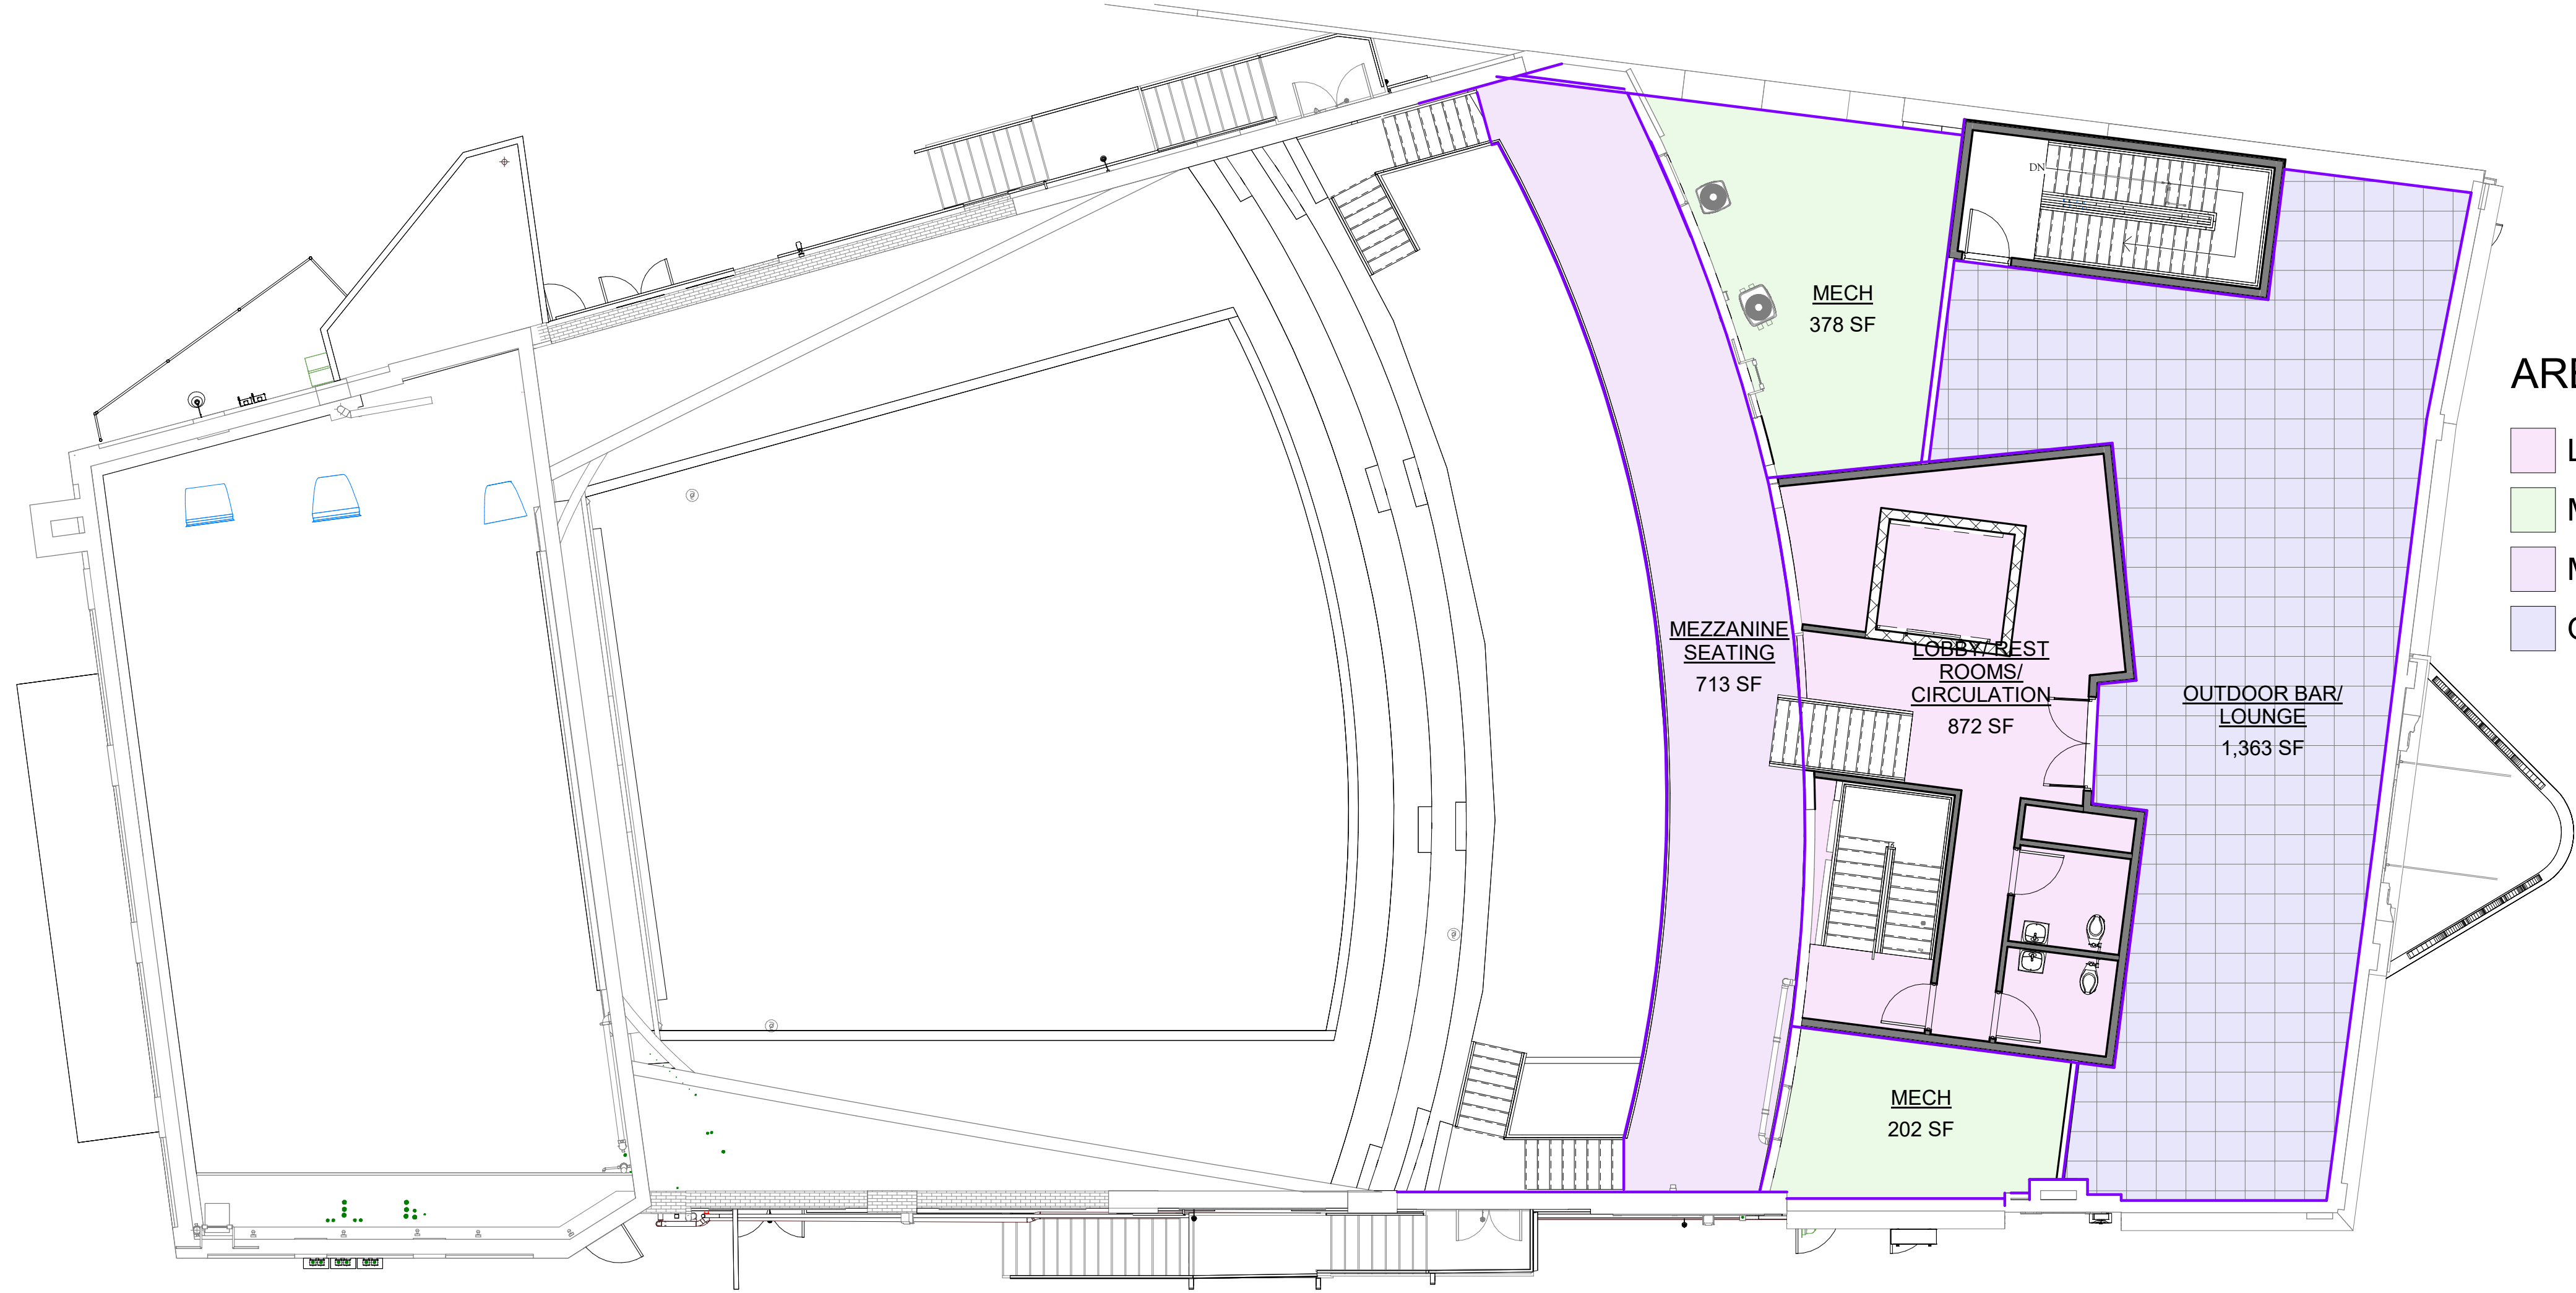 DN
MECH
378 SF
ARE
L
M
M
MEZZANINE
SEATING
713 SF
LOBBY/ REST
ROOMS/
CIRCULATION
872 SF
OUTDOOR BAR/
LOUNGE
1,363 SF
MECH
202 SF